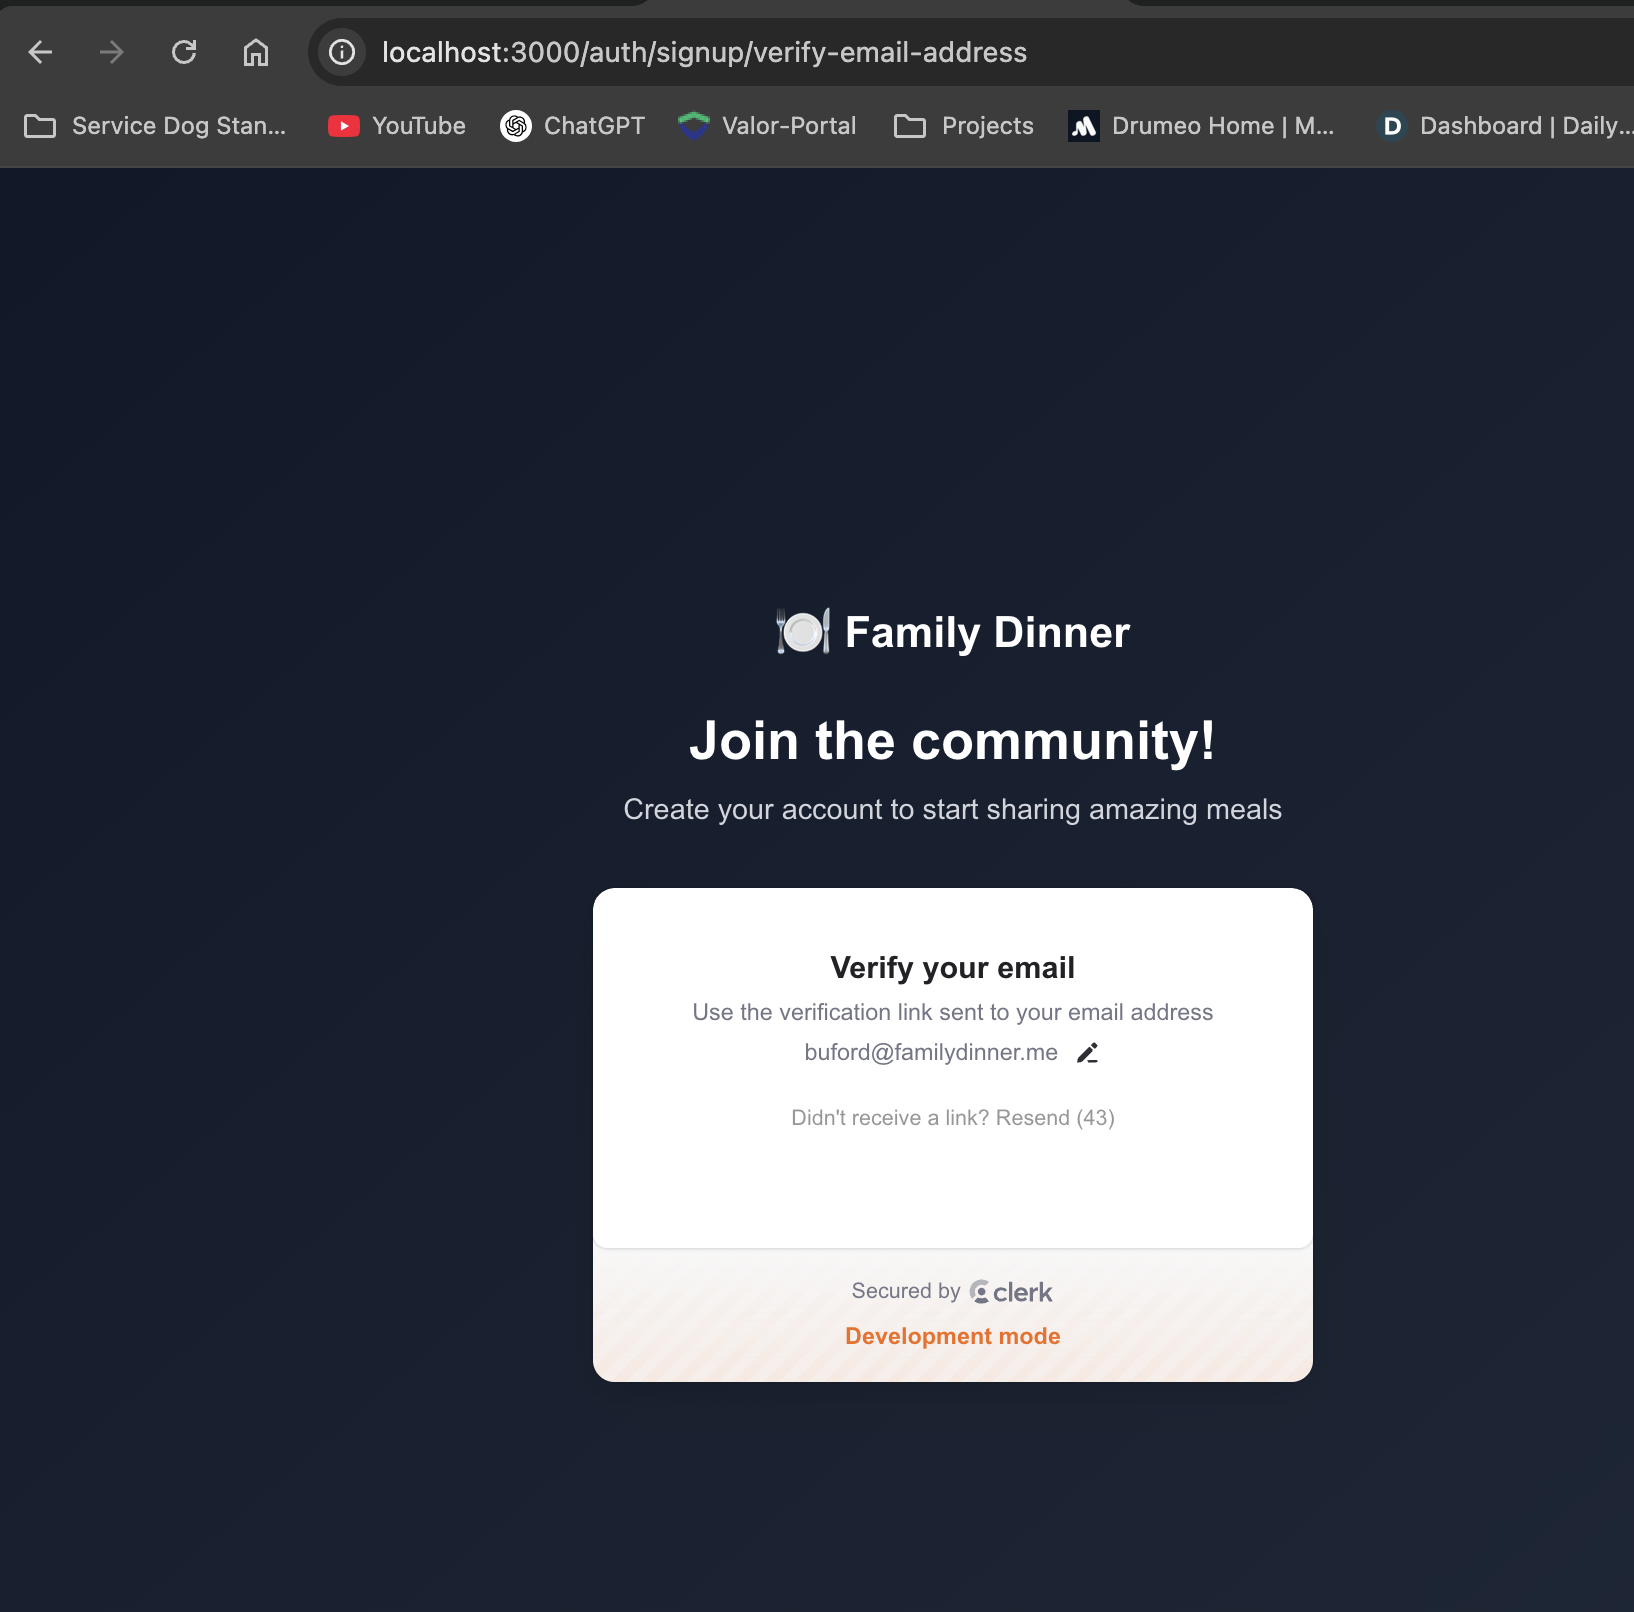 localhost:3000/auth/signup/verify-email-address
Service Dog Stan... YouTube ChatGPT Valor-Portal Projects Drumeo Home | M... D Dashboard | Daily...
Family Dinner
Join the community!
Create your account to start sharing amazing meals
Verify your email
Use the verification link sent to your email address
buford@familydinner.me
Didn't receive a link? Resend (43)
Secured by clerk
Development mode